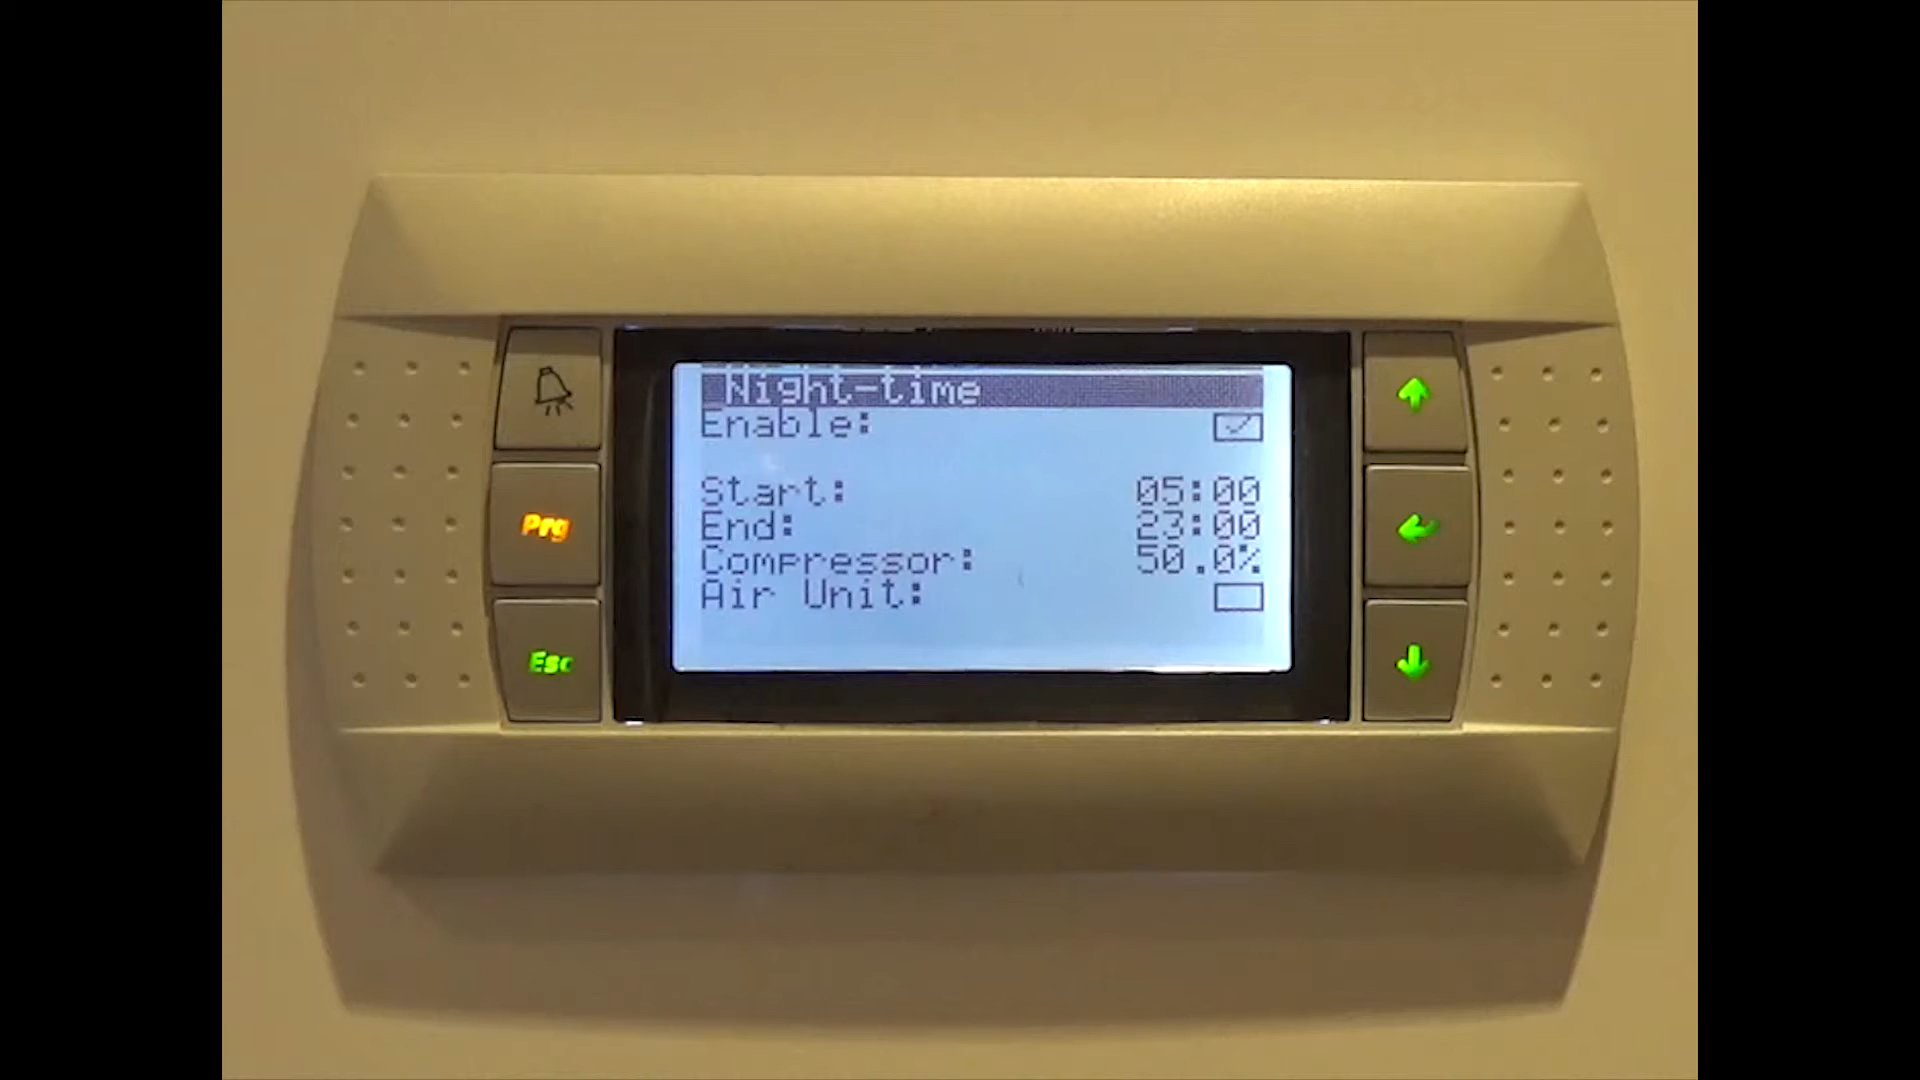 Night-time
Enable:
Start: 05:00
End: 23:00
Compressor: 50.0%
Air Unit:
Prg
Esc